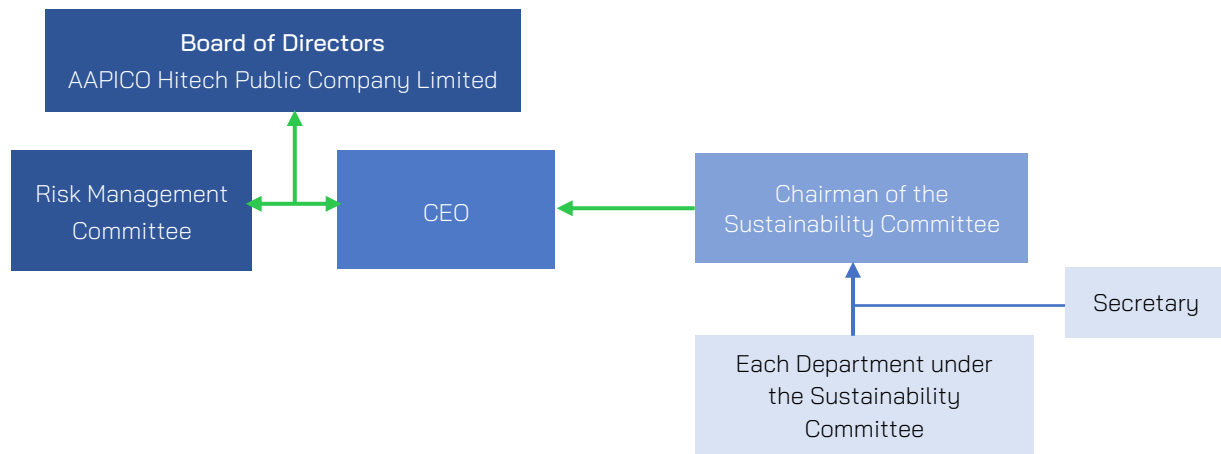 Board of Directors
AAPICO Hitech Public Company Limited
Risk Management
Committee
CEO
Chairman of the
Sustainability Committee
Secretary
Each Department under
the Sustainability
Committee